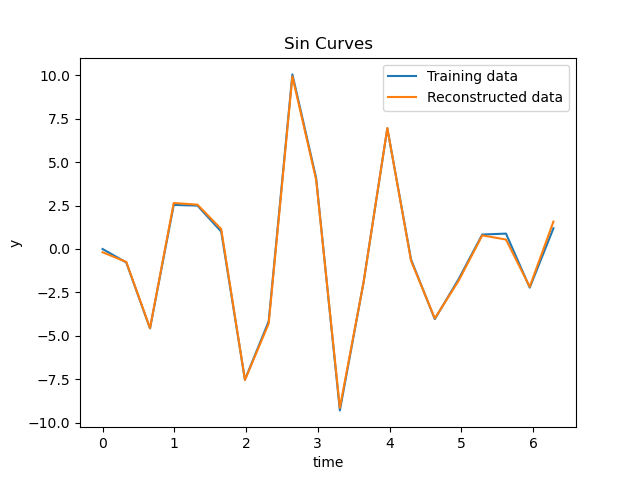 Sin Curves
Training data
Reconstructed data
10.0
7.5
5.0
2.5
0.0
−2.5
−5.0
−7.5
−10.0
y
0 1 2 3 4 5 6
time